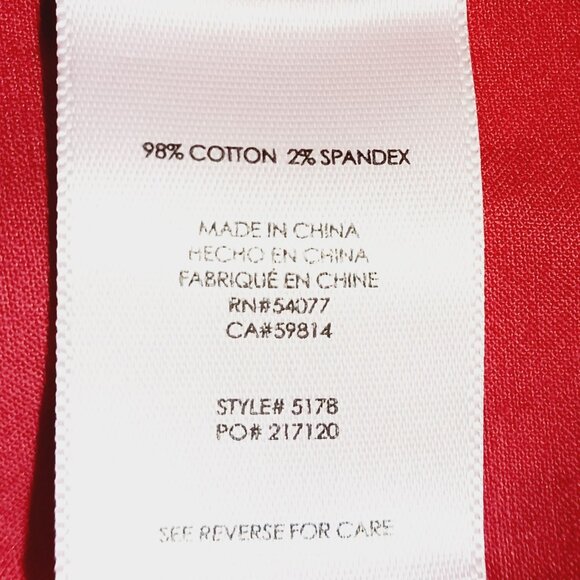 98% COTTON 2% SPANDEX
MADE IN CHINA
HECHO EN CHINA
FABRIQUÉ EN CHINE
RN#54077
CA#59814
STYLE# 5178
PO# 217120
SEE REVERSE FOR CARE